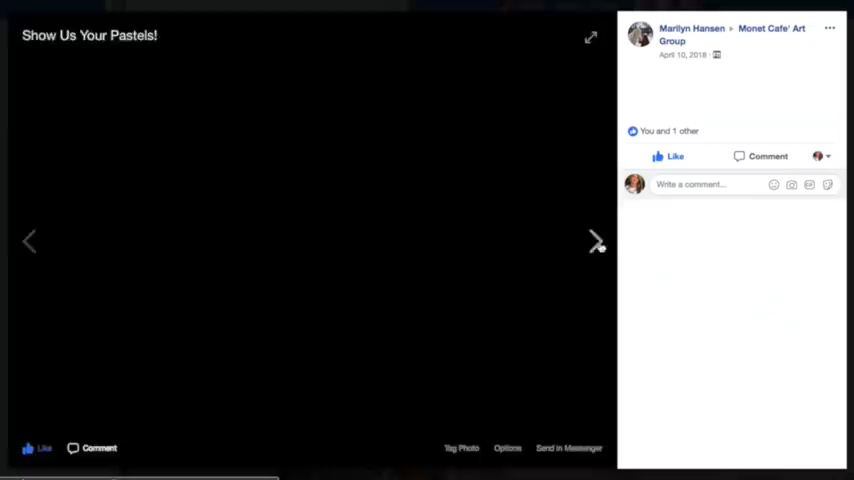 Show Us Your Pastels!
Marilyn Hansen ▸ Monet Cafe' Art
Group
April 10, 2018 ·
You and 1 other
Like
Comment
Write a comment...
GIF
Like
Comment
Tag Photo
Options
Send in Messenger